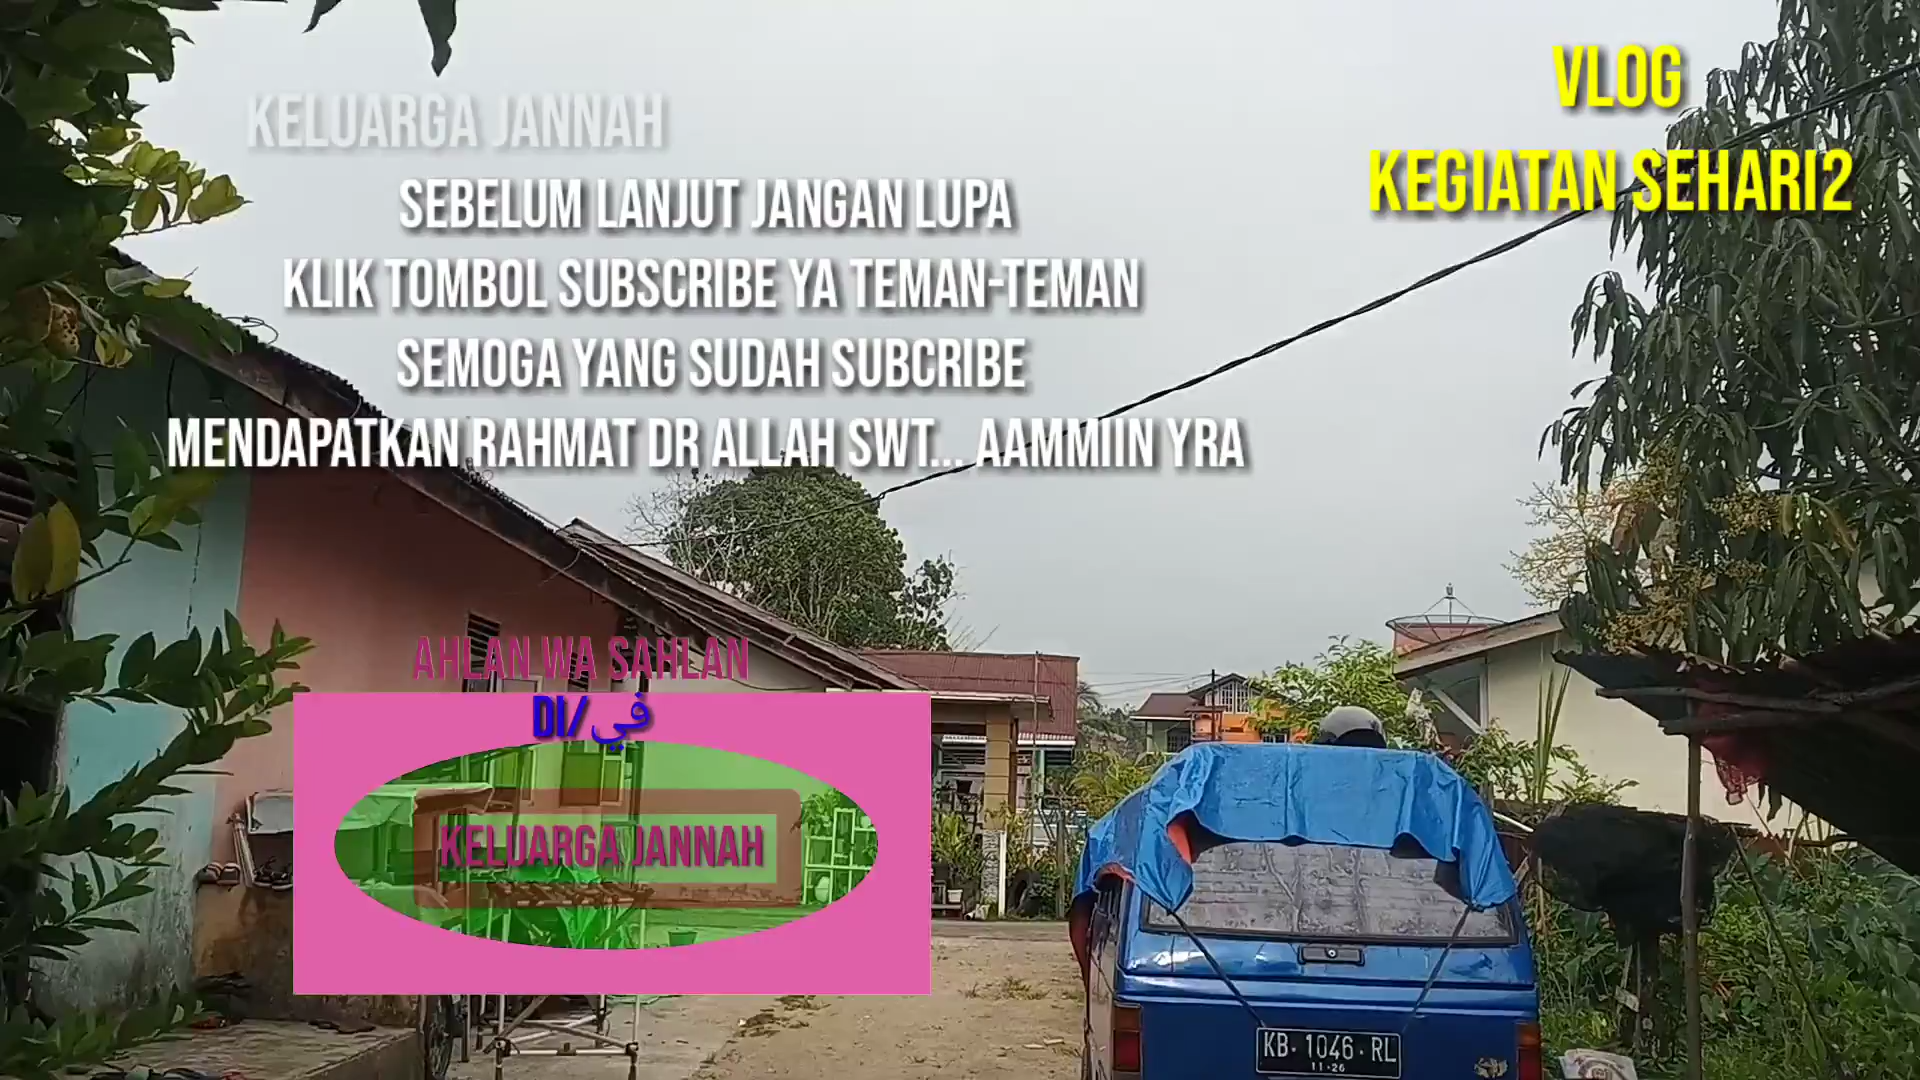 KELUARGA JANNAH
SEBELUM LANJUT JANGAN LUPA
KLIK TOMBOL SUBSCRIBE YA TEMAN-TEMAN
SEMOGA YANG SUDAH SUBCRIBE
MENDAPATKAN RAHMAT DR ALLAH SWT... AAMMIIN YRA
VLOG
KEGIATAN SEHARI2
AHLAN WA SAHLAN
DI/في
KELUARGA JANNAH
KB 1046 RL
11·26